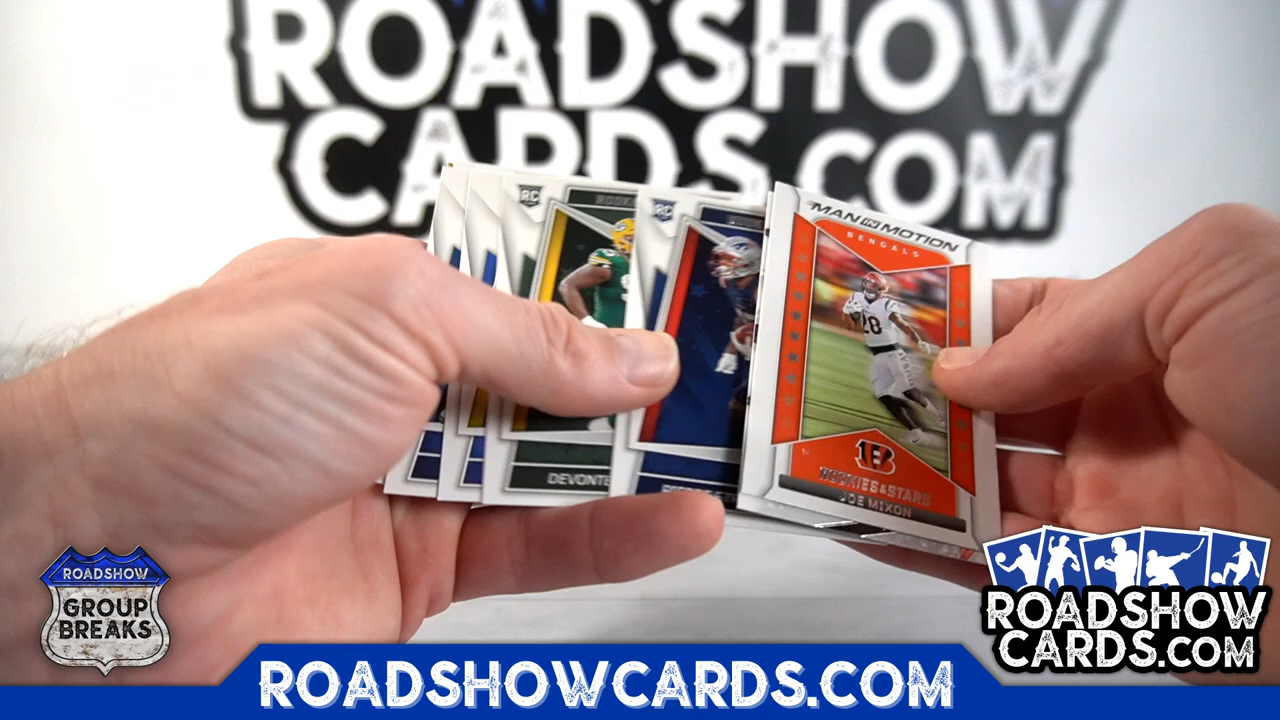 ROADSHOW
CARDS.COM
RC
RC
MAN IN MOTION
BENGALS
28
DEVONTE
ROOKIES & STARS
JOE MIXON
ROADSHOW
GROUP
BREAKS
ROADSHOW
CARDS.COM
ROADSHOWCARDS.COM